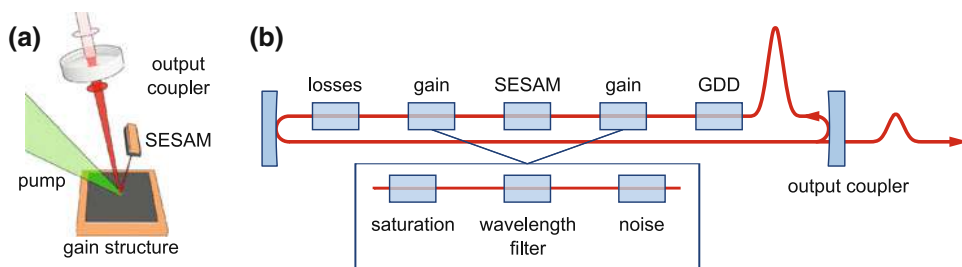 (a)
output
coupler
SESAM
pump
gain structure
(b)
losses gain SESAM gain GDD
output coupler
saturation wavelength noise
filter